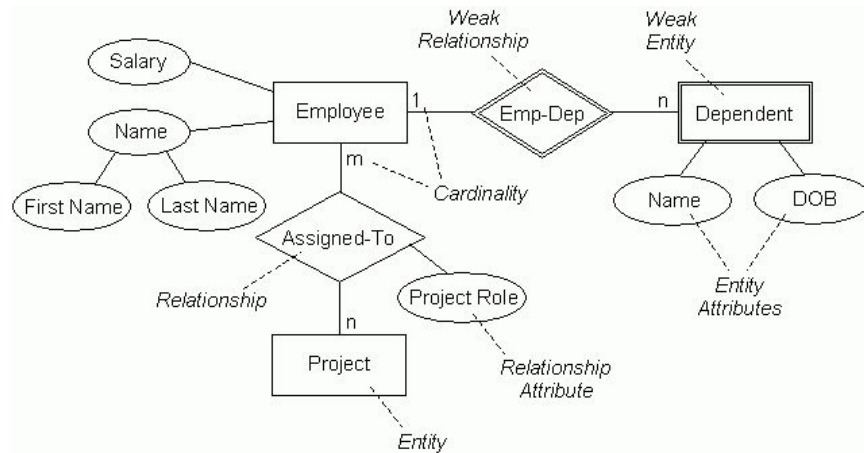 Weak
Relationship
Weak
Entity
Salary
Employee
1
Emp-Dep
n
Dependent
Name
m
First Name
Last Name
Cardinality
Name
DOB
Assigned-To
Relationship
Project Role
Entity
Attributes
n
Project
Relationship
Attribute
Entity